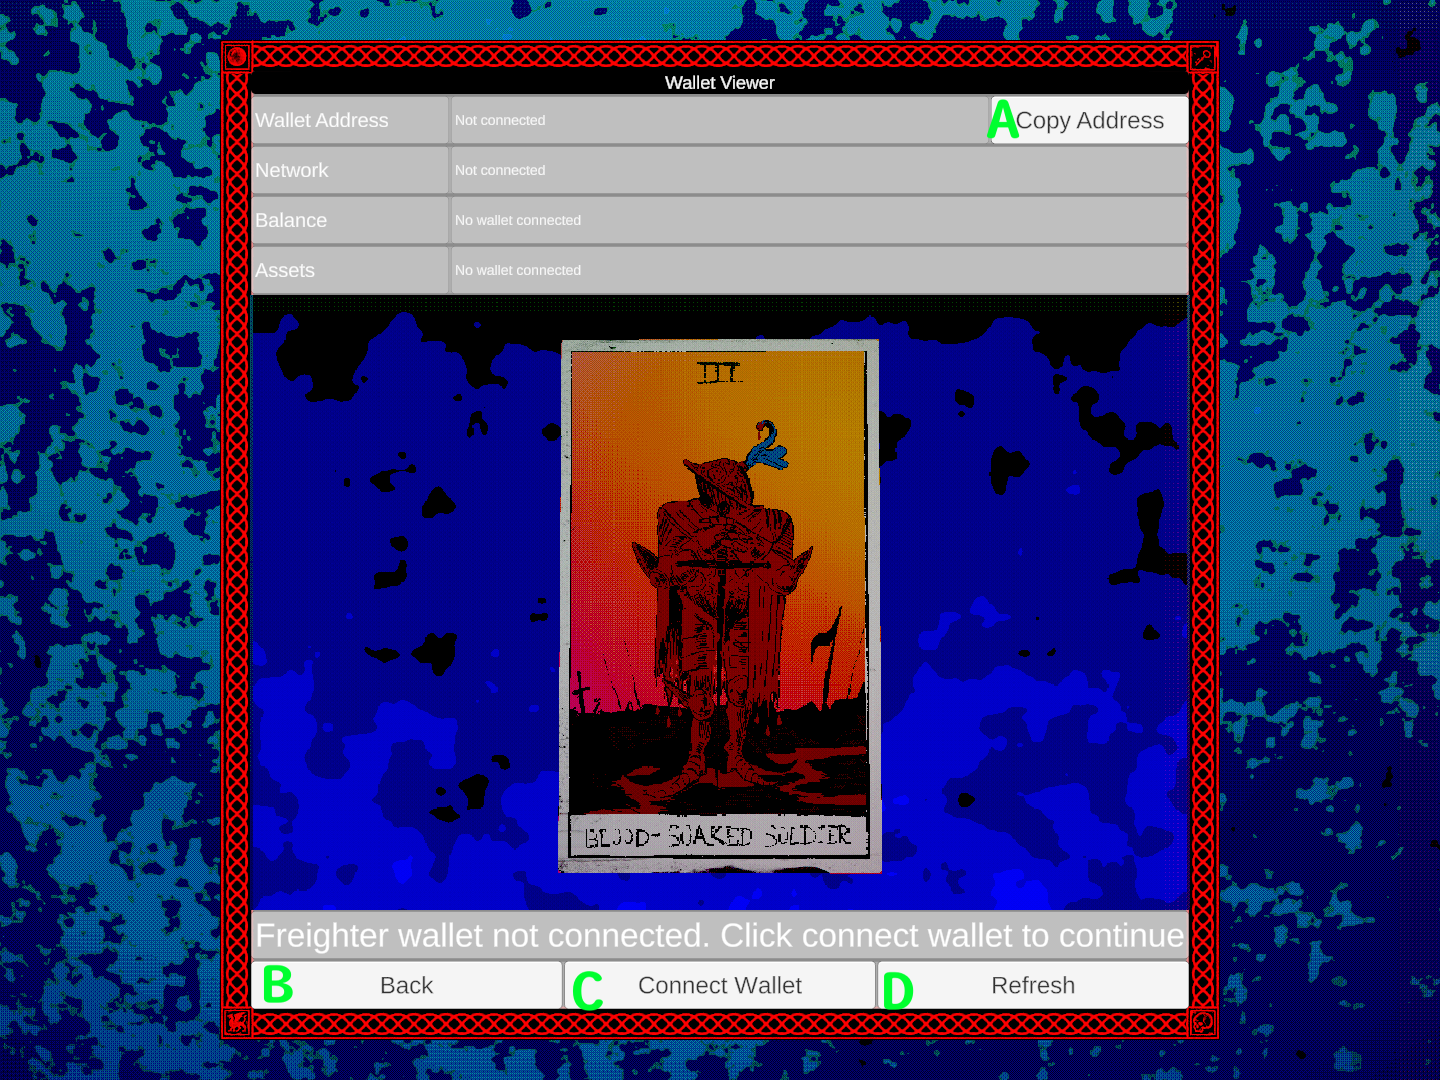 Wallet Viewer
Wallet Address Not connected A Copy Address
Network Not connected
Balance No wallet connected
Assets No wallet connected
III
BLOOD-SOAKED SOLDIER
Freighter wallet not connected. Click connect wallet to continue
B Back C Connect Wallet D Refresh